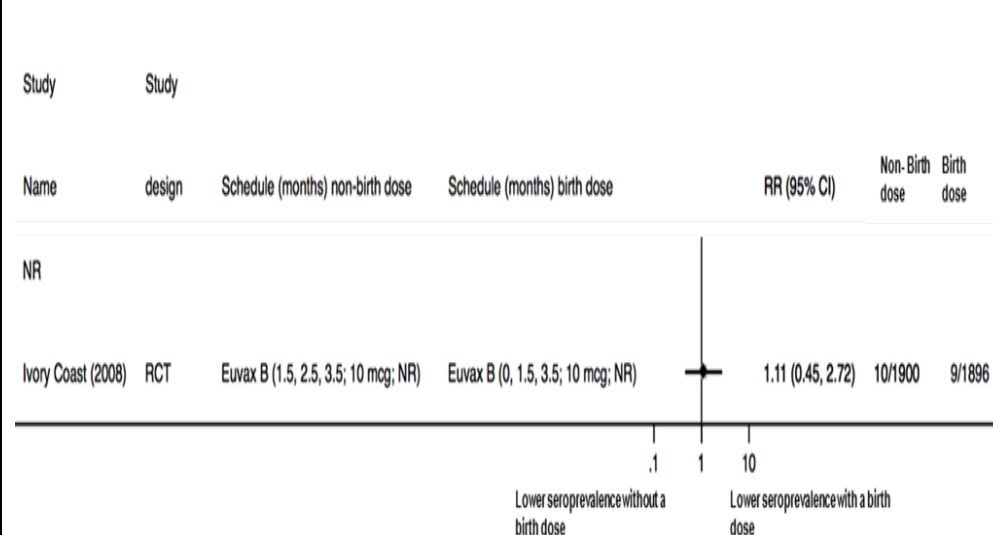 Study Study
Non-Birth Birth
Name design Schedule (months) non-birth dose Schedule (months) birth dose RR (95% CI) dose dose
NR
Ivory Coast (2008) RCT Euvax B (1.5, 2.5, 3.5; 10 mcg; NR) Euvax B (0, 1.5, 3.5; 10 mcg; NR) 1.11 (0.45, 2.72) 10/1900 9/1896
.1 1 10
Lower seroprevalence without a Lower seroprevalence with a birth
birth dose dose